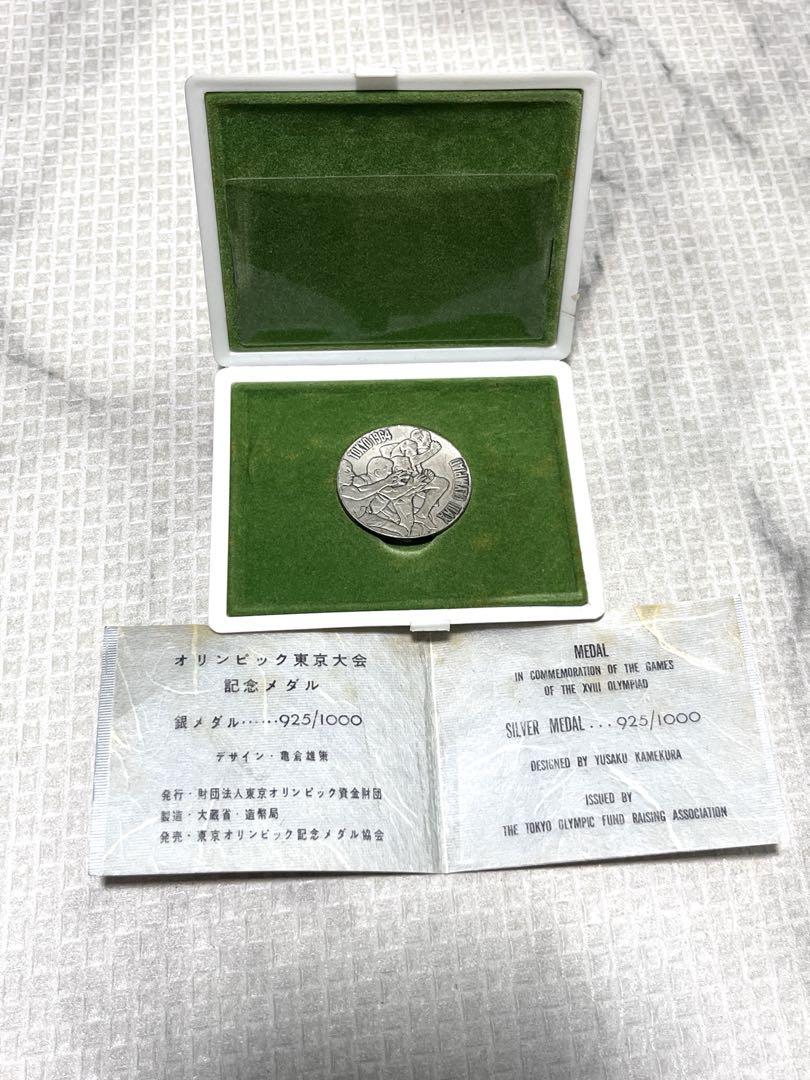 TOKYO 1964
XVIII OLYMPIAD
オリンピック東京大会
記念メダル
銀メダル……925/1000
デザイン・亀倉雄策
発行・財団法人東京オリンピック資金財団
製造・大蔵省・造幣局
発売・東京オリンピック記念メダル協会
MEDAL
IN COMMEMORATION OF THE GAMES
OF THE XVIII OLYMPIAD
SILVER MEDAL...925/1000
DESIGNED BY YUSAKU KAMEKURA
ISSUED BY
THE TOKYO OLYMPIC FUND RAISING ASSOCIATION